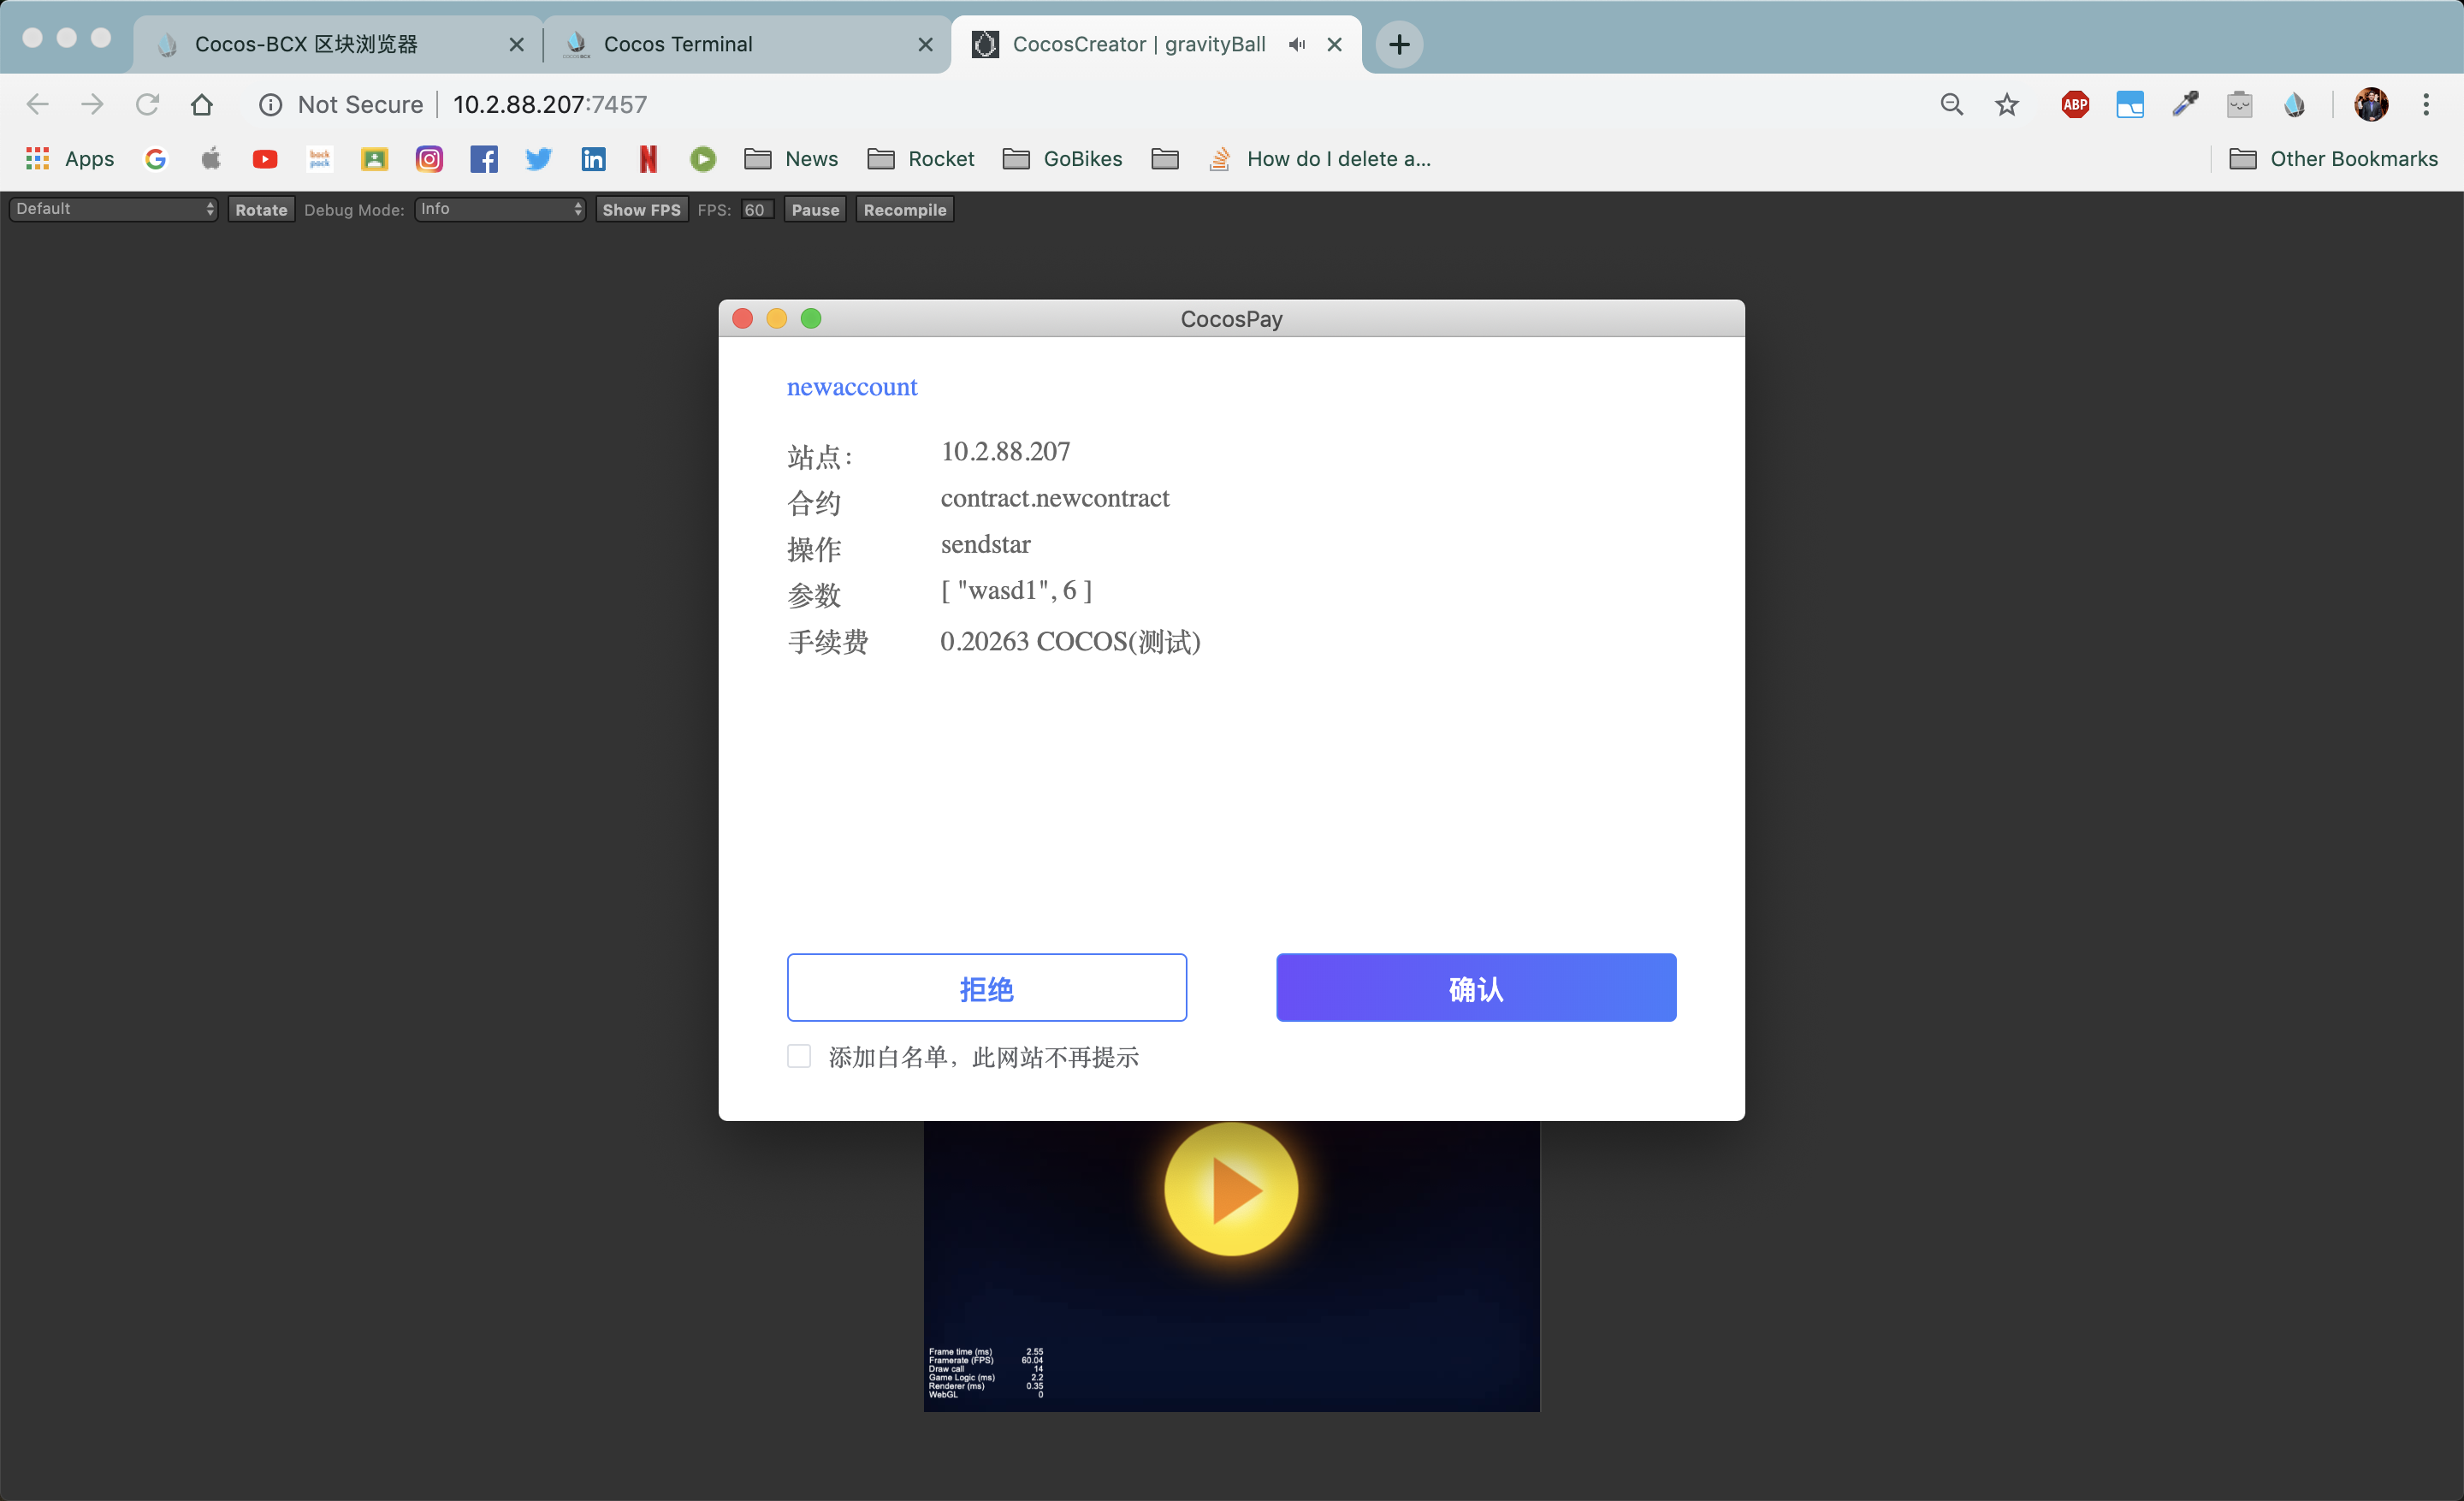 Cocos-BCX 区块浏览器
Cocos Terminal
CocosCreator | gravityBall
Not Secure
10.2.88.207:7457
ABP
Apps
back pack
News
Rocket
GoBikes
How do I delete a...
Other Bookmarks
Default
Rotate
Debug Mode:
Info
Show FPS
FPS:
60
Pause
Recompile
CocosPay
newaccount
站点： 10.2.88.207
合约 contract.newcontract
操作 sendstar
参数 [ "wasd1", 6 ]
手续费 0.20263 COCOS(测试)
拒绝
确认
添加白名单，此网站不再提示
Frame time (ms) 2.55
Framerate (FPS) 60.04
Draw call 14
Game Logic (ms) 2.2
Renderer (ms) 0.35
WebGL 0